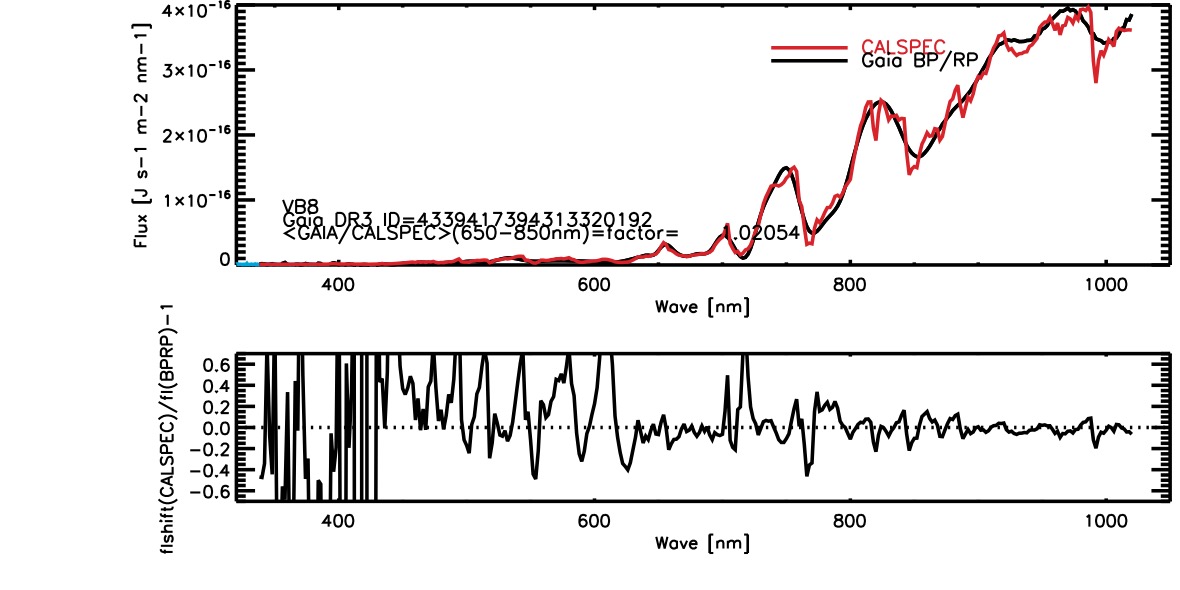 4×10−16
3×10−16
2×10−16
1×10−16
0
Flux [J s−1 m−2 nm−1]
CALSPEC
Gaia BP/RP
VB8
Gaia DR3 ID=4339417394313320192
<GAIA/CALSPEC>(650−850nm)=factor= 1.02054
400 600 800 1000
Wave [nm]
flshift(CALSPEC)/fl(BPRP)−1
0.6
0.4
0.2
0.0
−0.2
−0.4
−0.6
400 600 800 1000
Wave [nm]